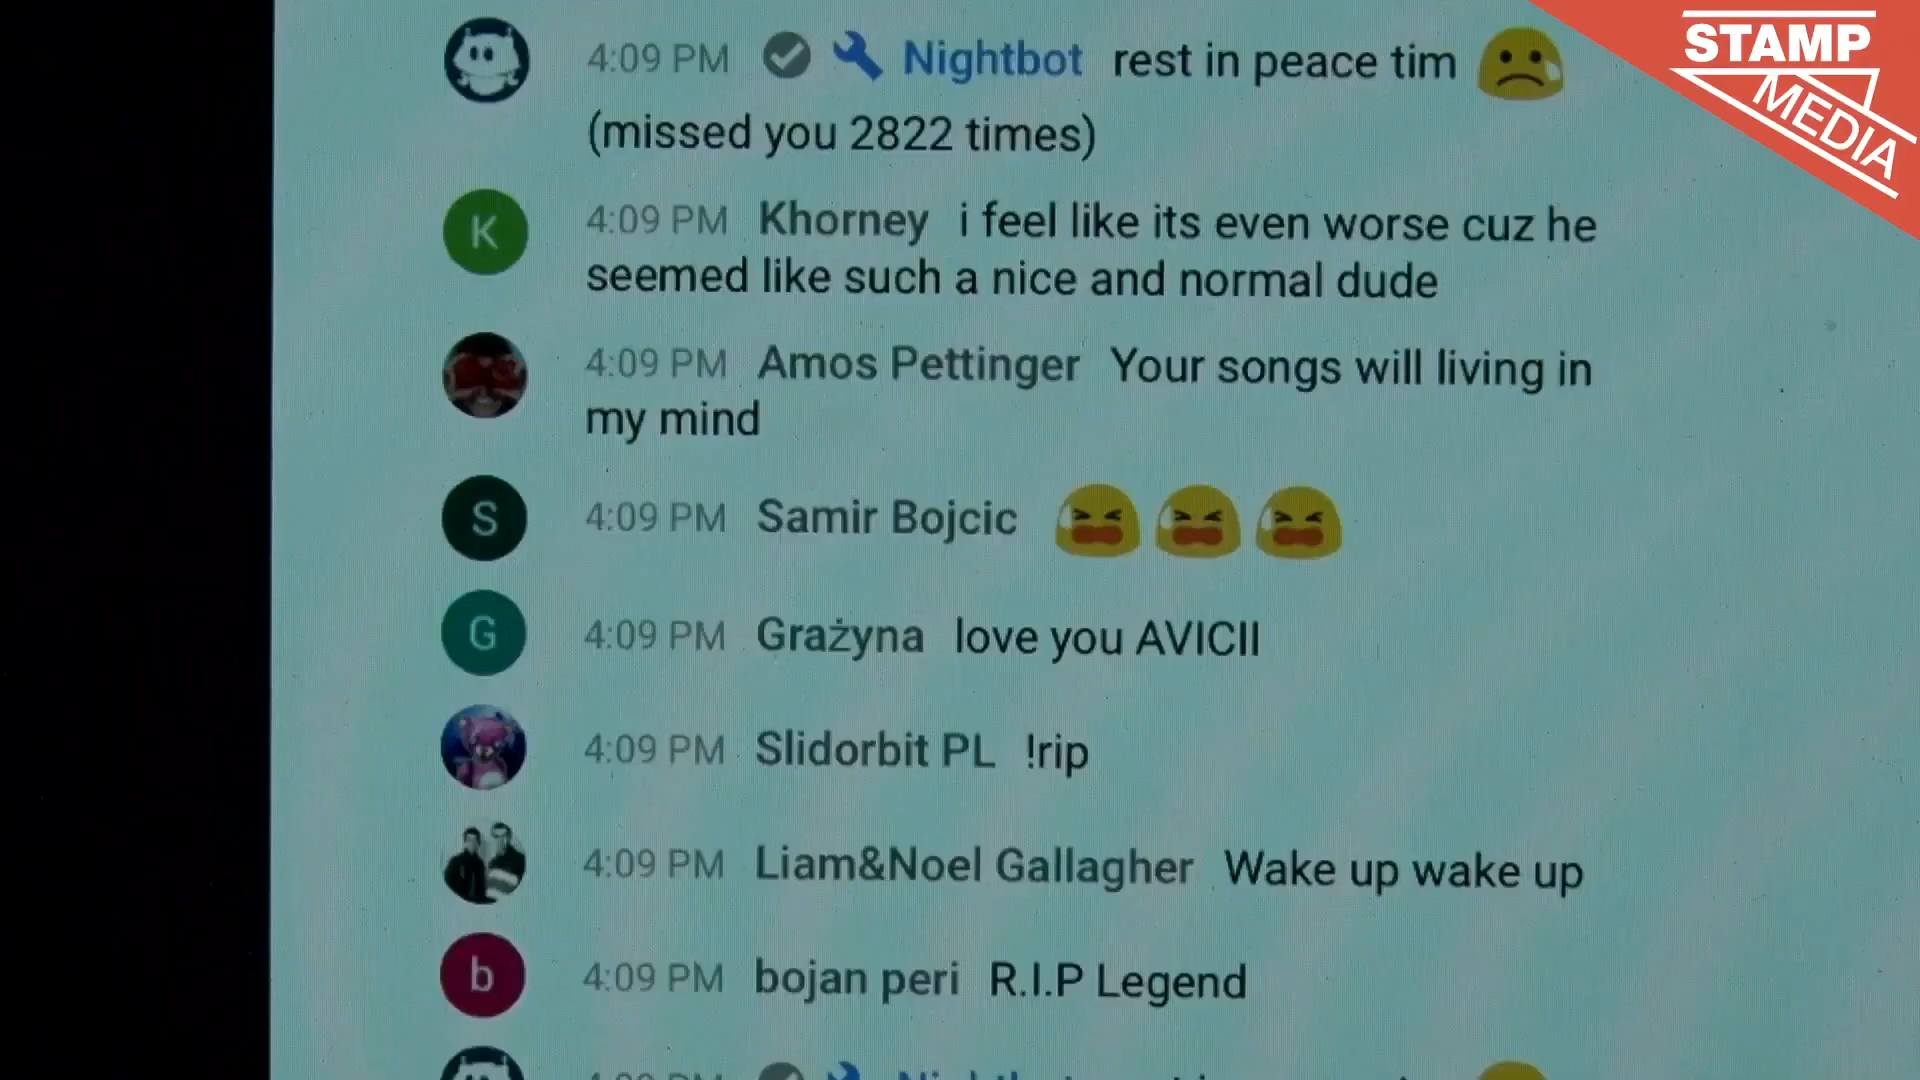 STAMP
MEDIA
4:09 PM Nightbot rest in peace tim
(missed you 2822 times)
K
4:09 PM Khorney i feel like its even worse cuz he
seemed like such a nice and normal dude
4:09 PM Amos Pettinger Your songs will living in
my mind
S
4:09 PM Samir Bojcic
G
4:09 PM Grażyna love you AVICII
4:09 PM Slidorbit PL !rip
4:09 PM Liam&Noel Gallagher Wake up wake up
b
4:09 PM bojan peri R.I.P Legend